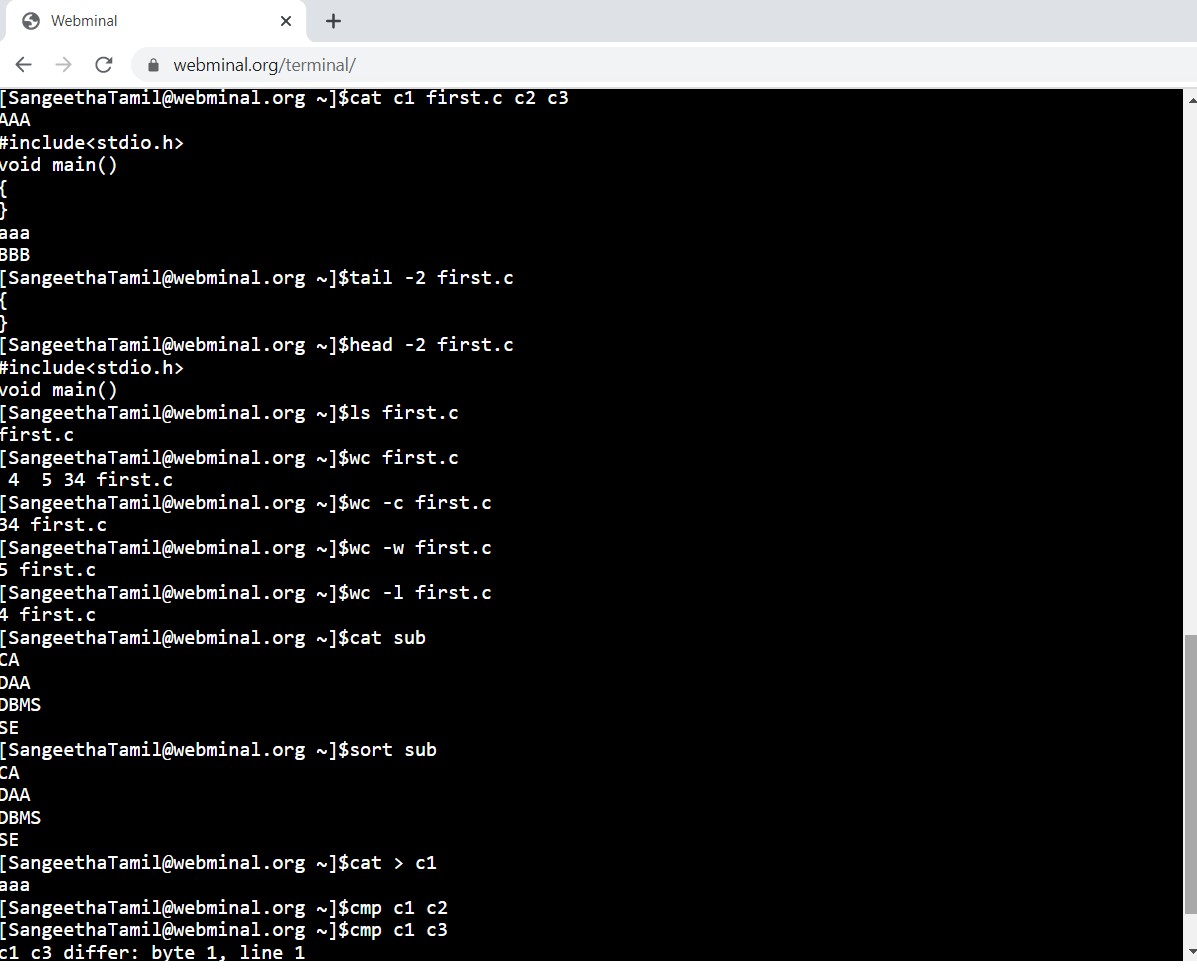 Webminal
webminal.org/terminal/
[SangeethaTamil@webminal.org ~]$cat c1 first.c c2 c3
AAA
#include<stdio.h>
void main()
{
}
aaa
BBB
[SangeethaTamil@webminal.org ~]$tail -2 first.c
{
}
[SangeethaTamil@webminal.org ~]$head -2 first.c
#include<stdio.h>
void main()
[SangeethaTamil@webminal.org ~]$ls first.c
first.c
[SangeethaTamil@webminal.org ~]$wc first.c
 4  5 34 first.c
[SangeethaTamil@webminal.org ~]$wc -c first.c
34 first.c
[SangeethaTamil@webminal.org ~]$wc -w first.c
5 first.c
[SangeethaTamil@webminal.org ~]$wc -l first.c
4 first.c
[SangeethaTamil@webminal.org ~]$cat sub
CA
DAA
DBMS
SE
[SangeethaTamil@webminal.org ~]$sort sub
CA
DAA
DBMS
SE
[SangeethaTamil@webminal.org ~]$cat > c1
aaa
[SangeethaTamil@webminal.org ~]$cmp c1 c2
[SangeethaTamil@webminal.org ~]$cmp c1 c3
c1 c3 differ: byte 1, line 1